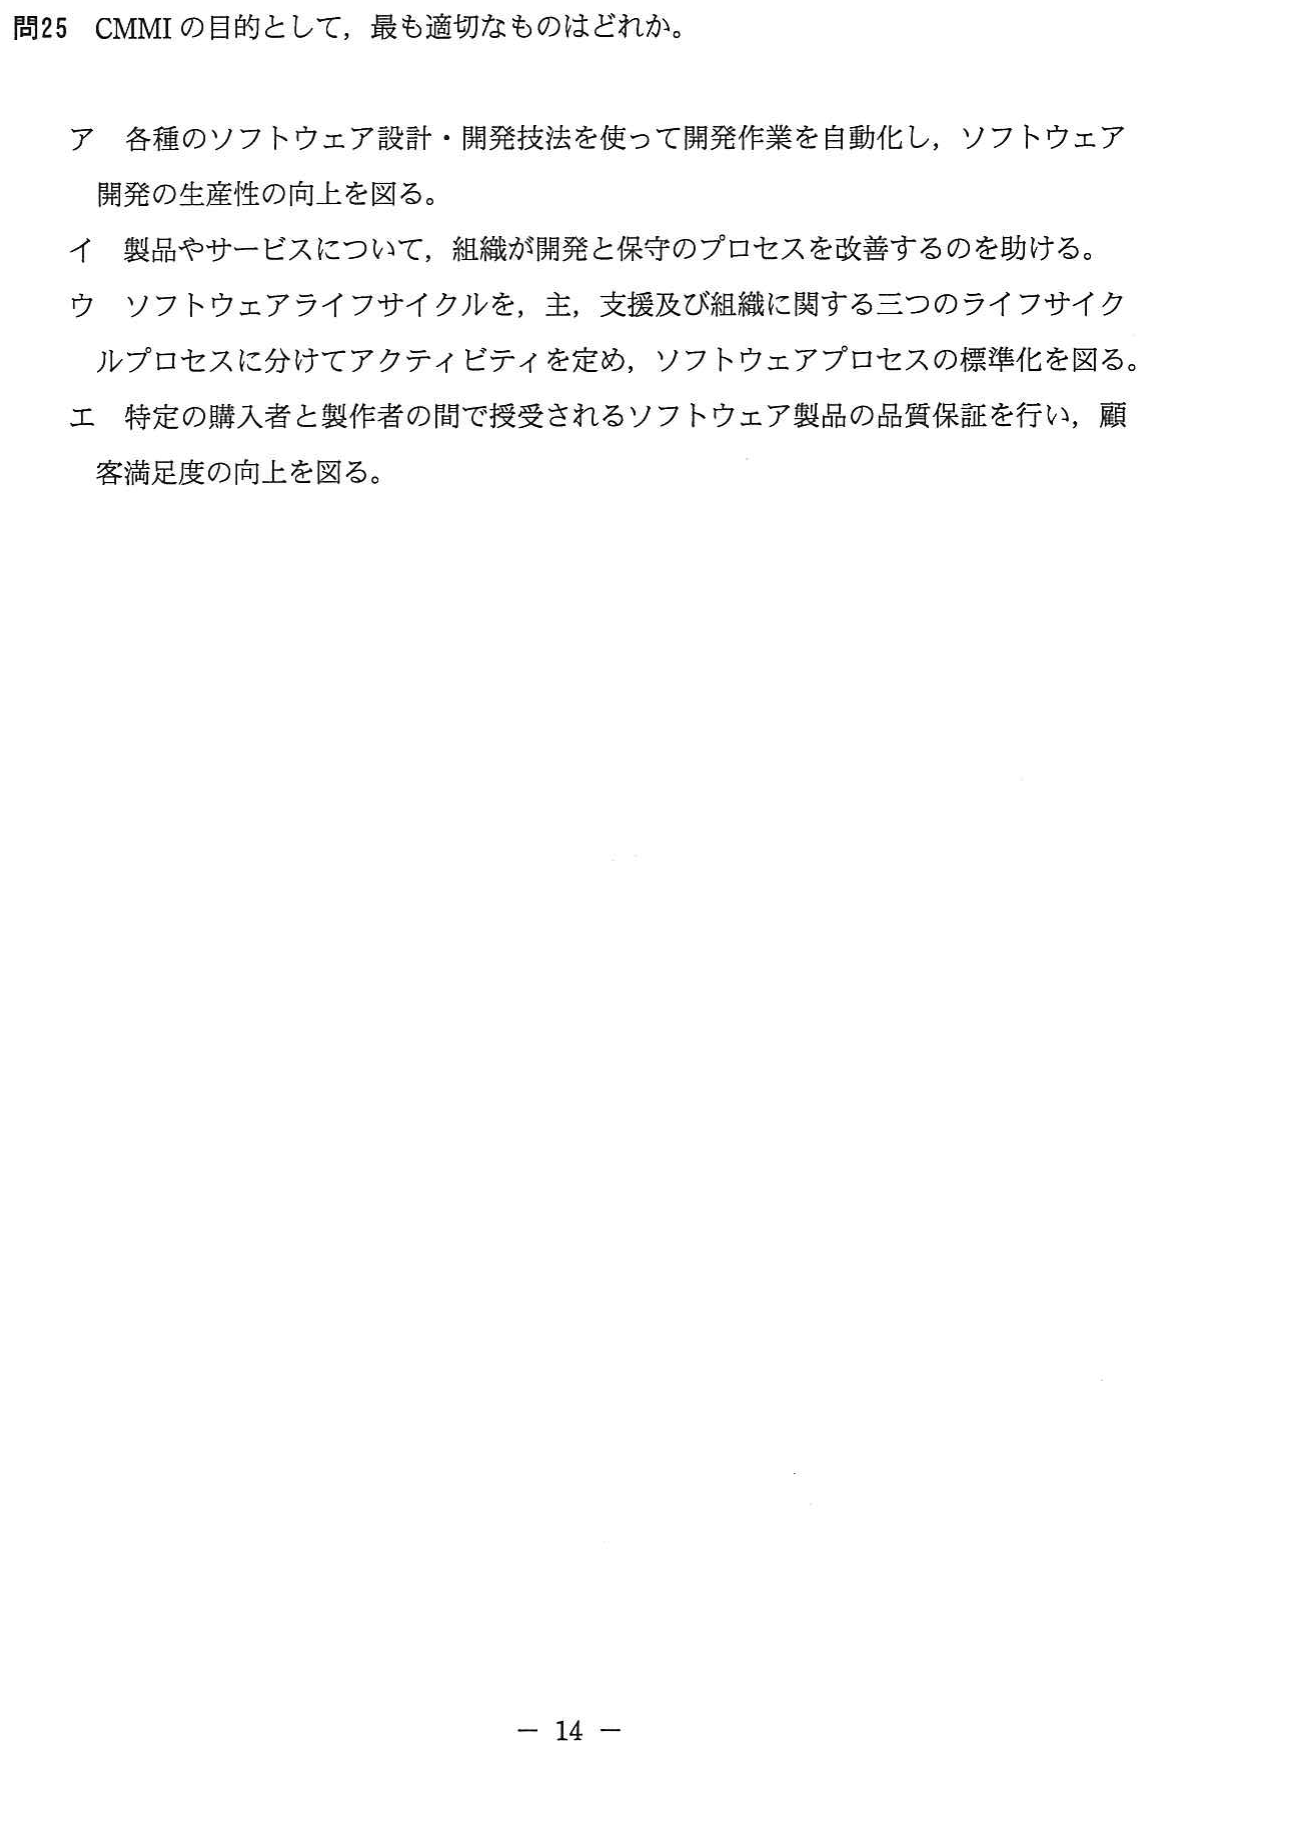 問25 CMMI の目的として，最も適切なものはどれか。
ア 各種のソフトウェア設計・開発技法を使って開発作業を自動化し，ソフトウェア
開発の生産性の向上を図る。
イ 製品やサービスについて，組織が開発と保守のプロセスを改善するのを助ける。
ウ ソフトウェアライフサイクルを，主，支援及び組織に関する三つのライフサイク
ルプロセスに分けてアクティビティを定め，ソフトウェアプロセスの標準化を図る。
エ 特定の購入者と製作者の間で授受されるソフトウェア製品の品質保証を行い，顧
客満足度の向上を図る。
― 14 ―